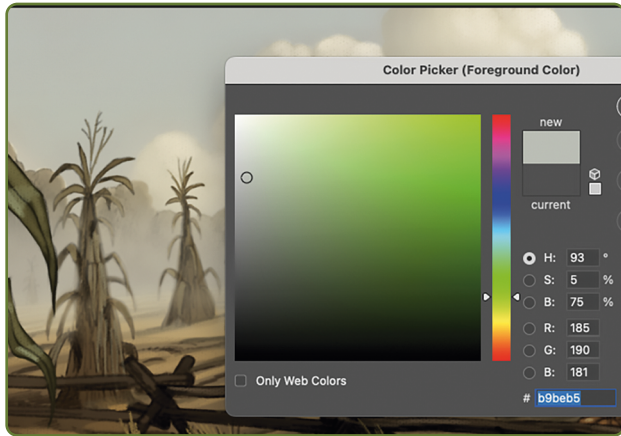 Color Picker (Foreground Color)
new
current
H: 93 °
S: 5 %
B: 75 %
R: 185
G: 190
B: 181
Only Web Colors
# b9beb5